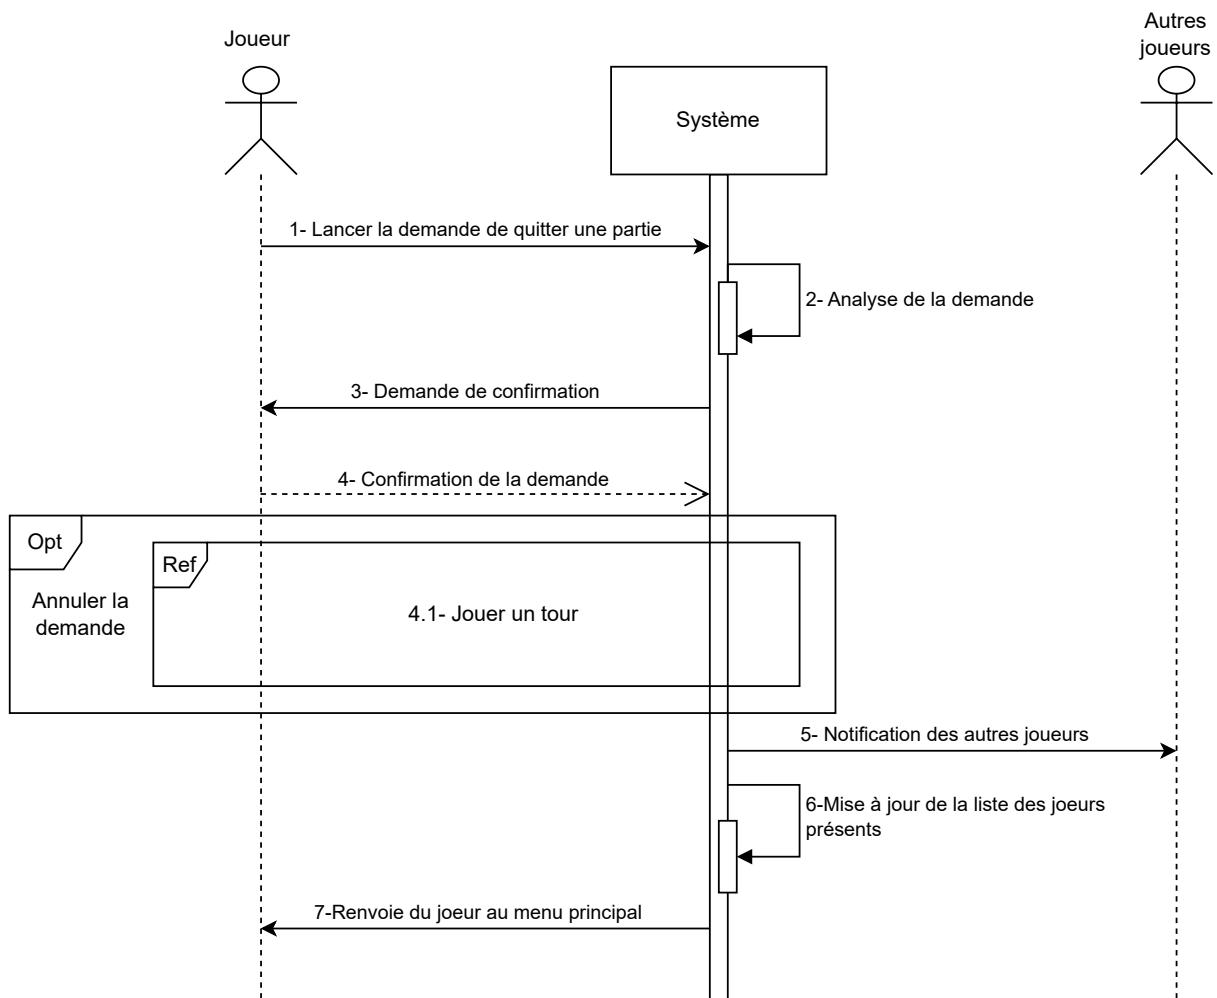 Autres
joueurs
Joueur
Système
1- Lancer la demande de quitter une partie
2- Analyse de la demande
3- Demande de confirmation
4- Confirmation de la demande
Opt
Ref
Annuler la
demande
4.1- Jouer un tour
5- Notification des autres joueurs
6-Mise à jour de la liste des joeurs
présents
7-Renvoie du joeur au menu principal